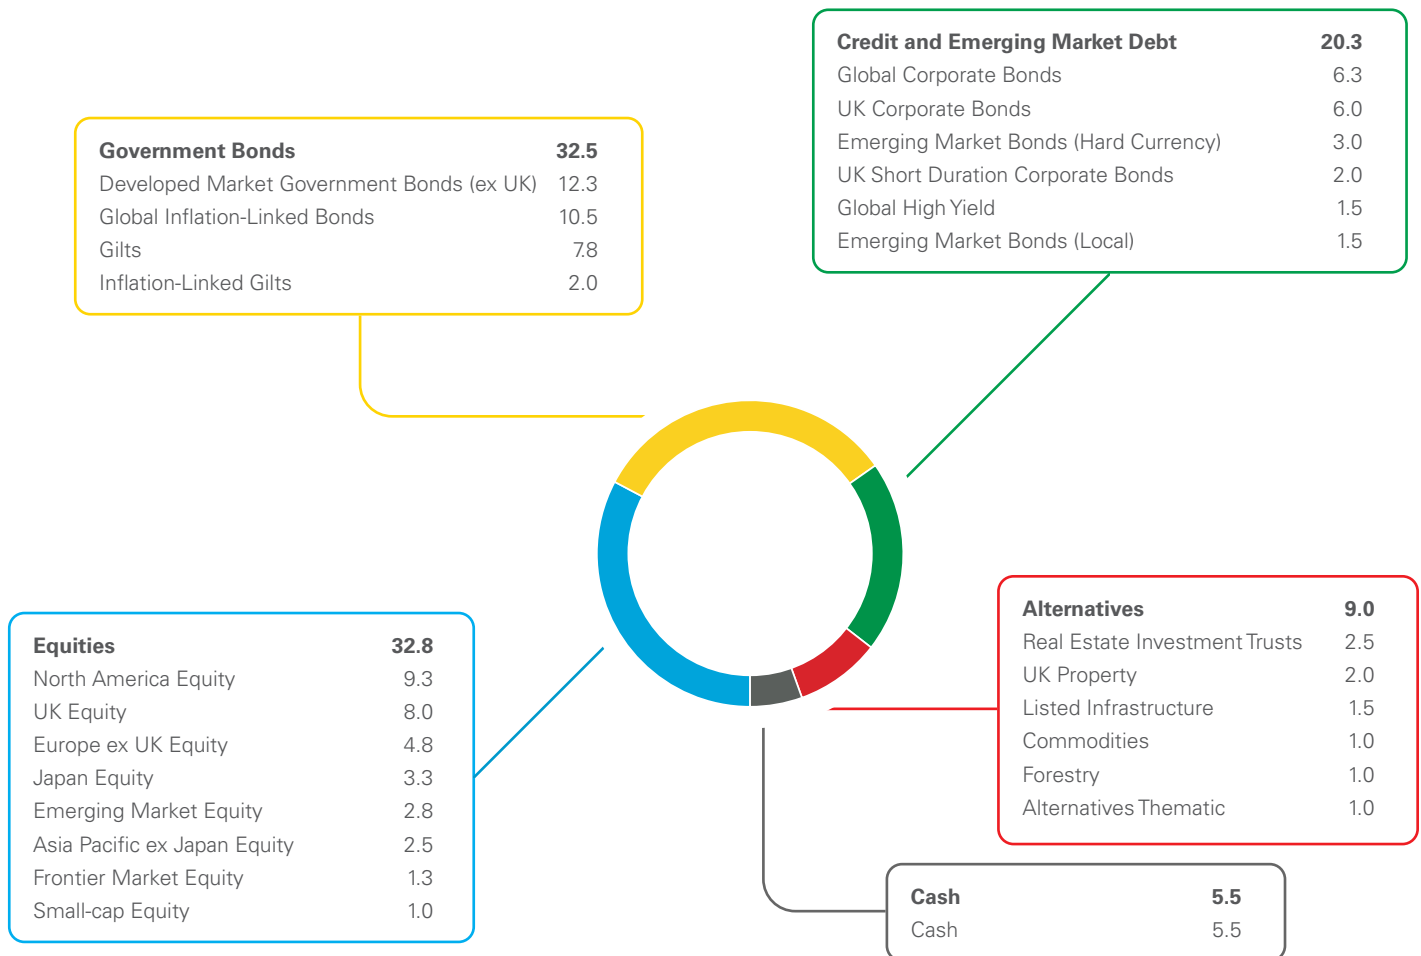 Credit and Emerging Market Debt 20.3
Global Corporate Bonds 6.3
UK Corporate Bonds 6.0
Emerging Market Bonds (Hard Currency) 3.0
UK Short Duration Corporate Bonds 2.0
Global High Yield 1.5
Emerging Market Bonds (Local) 1.5
Government Bonds 32.5
Developed Market Government Bonds (ex UK) 12.3
Global Inflation-Linked Bonds 10.5
Gilts 7.8
Inflation-Linked Gilts 2.0
Alternatives 9.0
Real Estate Investment Trusts 2.5
UK Property 2.0
Listed Infrastructure 1.5
Commodities 1.0
Forestry 1.0
Alternatives Thematic 1.0
Equities 32.8
North America Equity 9.3
UK Equity 8.0
Europe ex UK Equity 4.8
Japan Equity 3.3
Emerging Market Equity 2.8
Asia Pacific ex Japan Equity 2.5
Frontier Market Equity 1.3
Small-cap Equity 1.0
Cash 5.5
Cash 5.5